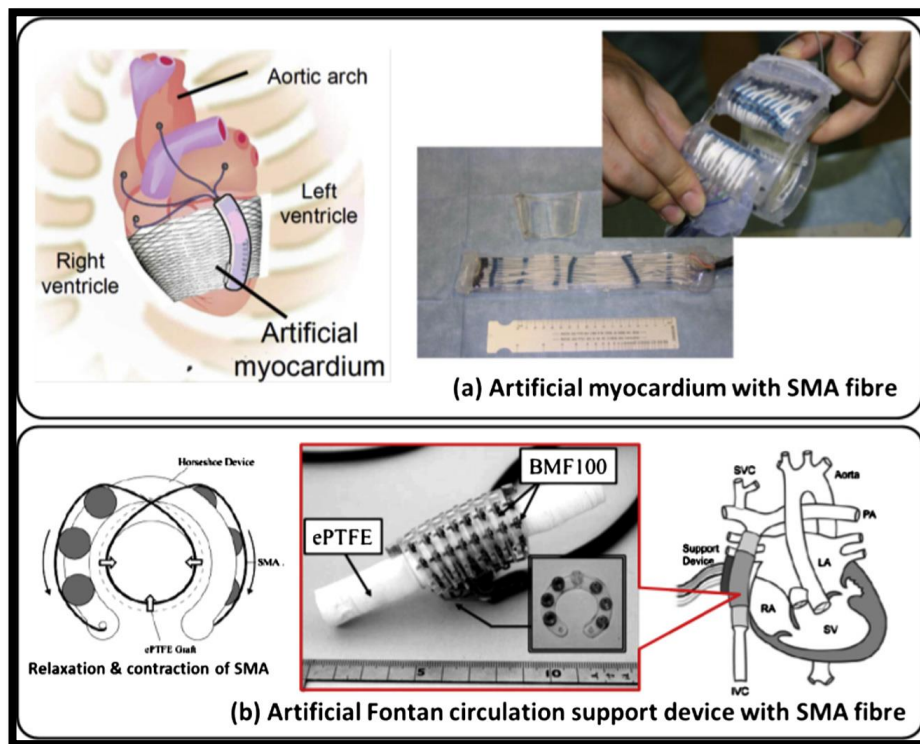 Aortic arch
Left
ventricle
Right
ventricle
Artificial
myocardium
(a) Artificial myocardium with SMA fibre
Horseshoe Device
SMA
ePTFE Graft
Relaxation & contraction of SMA
BMF100
ePTFE
5
10
SVC
Aorta
PA
Support
Device
LA
RA
SV
IVC
(b) Artificial Fontan circulation support device with SMA fibre